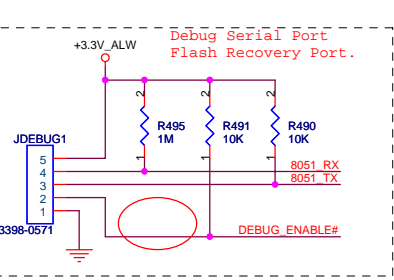 Debug Serial Port
Flash Recovery Port.
+3.3V_ALW
2
2
2
R495
1M
R491
10K
R490
10K
JDEBUG1
1
1
1
5
4
3
2
1
8051_RX
8051_TX
DEBUG_ENABLE#
3398-0571